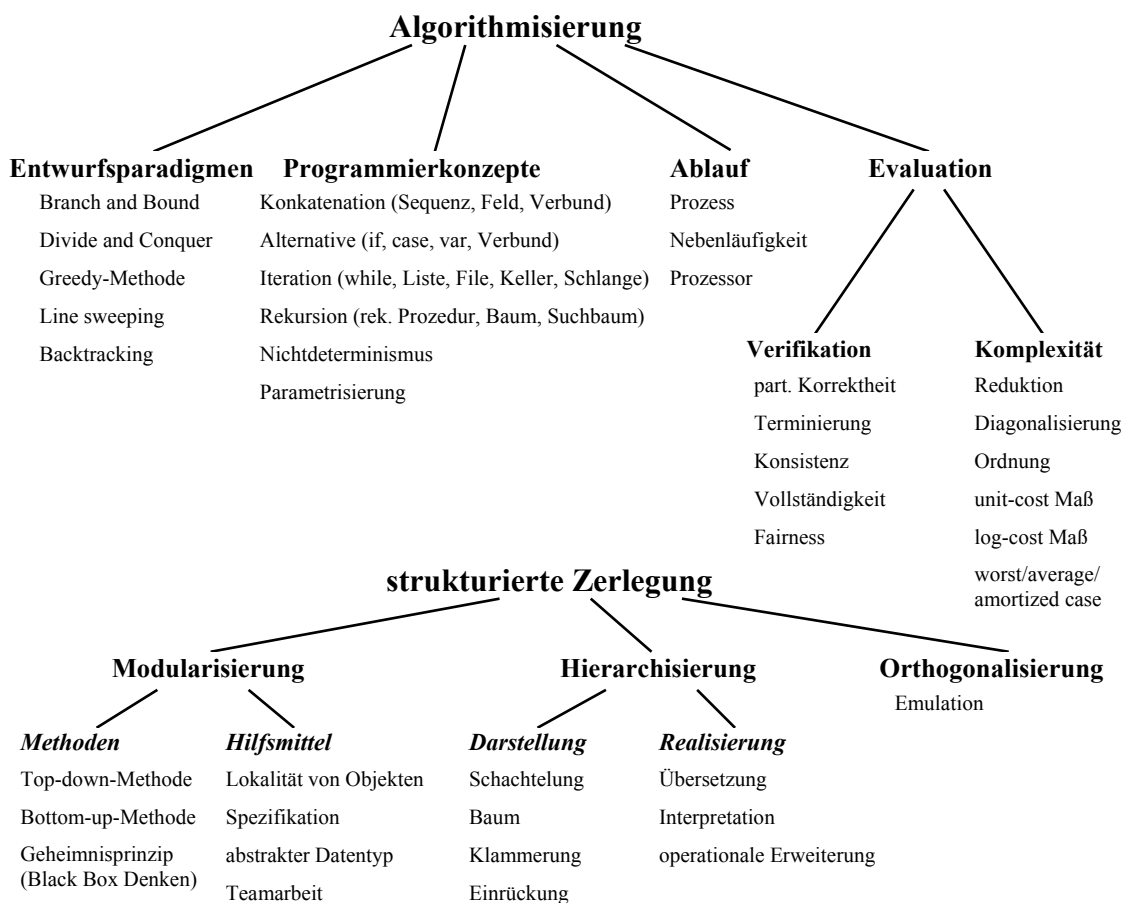 Algorithmisierung
Entwurfsparadigmen
Branch and Bound
Divide and Conquer
Greedy-Methode
Line sweeping
Backtracking
Programmierkonzepte
Konkatenation (Sequenz, Feld, Verbund)
Alternative (if, case, var, Verbund)
Iteration (while, Liste, File, Keller, Schlange)
Rekursion (rek. Prozedur, Baum, Suchbaum)
Nichtdeterminismus
Parametrisierung
Ablauf
Prozess
Nebenläufigkeit
Prozessor
Evaluation
Verifikation
part. Korrektheit
Terminierung
Konsistenz
Vollständigkeit
Fairness
Komplexität
Reduktion
Diagonalisierung
Ordnung
unit-cost Maß
log-cost Maß
worst/average/
amortized case
strukturierte Zerlegung
Modularisierung
Methoden
Top-down-Methode
Bottom-up-Methode
Geheimnisprinzip
(Black Box Denken)
Hilfsmittel
Lokalität von Objekten
Spezifikation
abstrakter Datentyp
Teamarbeit
Hierarchisierung
Darstellung
Schachtelung
Baum
Klammerung
Einrückung
Realisierung
Übersetzung
Interpretation
operationale Erweiterung
Orthogonalisierung
Emulation